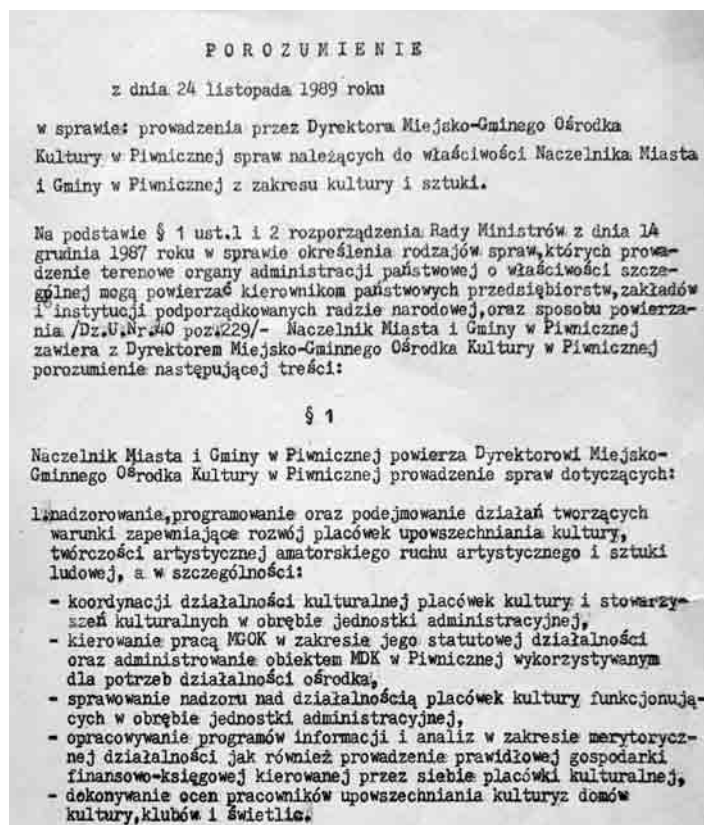 POROZUMIENIE
z dnia 24 listopada 1989 roku
w sprawie: prowadzenia przez Dyrektora Miejsko-Gminego Ośrodka
Kultury w Piwnicznej spraw należących do właściwości Naczelnika Miasta
i Gminy w Piwnicznej z zakresu kultury i sztuki.
Na podstawie § 1 ust.1 i 2 rozporządzenia Rady Ministrów z dnia 14
grudnia 1987 roku w sprawie określenia rodzajów spraw,których prowa-
dzenie terenowe organy administracji państwowej o właściwości szcze-
gólnej mogą powierzać kierownikom państwowych przedsiębiorstw,zakładów
i instytucji podporządkowanych radzie narodowej,oraz sposobu powierza-
nia /Dz.U.Nr.40 poz.229/- Naczelnik Miasta i Gminy w Piwnicznej
zawiera z Dyrektorem Miejsko-Gminnego Ośrodka Kultury w Piwnicznej
porozumienie następującej treści:
§ 1
Naczelnik Miasta i Gminy w Piwnicznej powierza Dyrektorowi Miejsko-
Gminnego Ośrodka Kultury w Piwnicznej prowadzenie spraw dotyczących:
1.nadzorowanie,programowanie oraz podejmowanie działań tworzących
warunki zapewniające rozwój placówek upowszechniania kultury,
twórczości artystycznej amatorskiego ruchu artystycznego i sztuki
ludowej, a w szczególności:
- koordynacji działalności kulturalnej placówek kultury i stowarzy-
szeń kulturalnych w obrębie jednostki administracyjnej,
- kierowanie pracą MGOK w zakresie jego statutowej działalności
oraz administrowanie obiektem MDK w Piwnicznej wykorzystywanym
dla potrzeb działalności ośrodka,
- sprawowanie nadzoru nad działalnością placówek kultury funkcjonują-
cych w obrębie jednostki administracyjnej,
- opracowywanie programów informacji i analiz w zakresie merytorycz-
nej działalności jak również prowadzenie prawidłowej gospodarki
finansowo-księgowej kierowanej przez siebie placówki kulturalnej,
- dokonywanie ocen pracowników upowszechniania kulturyz domów
kultury,klubów i świetlic.